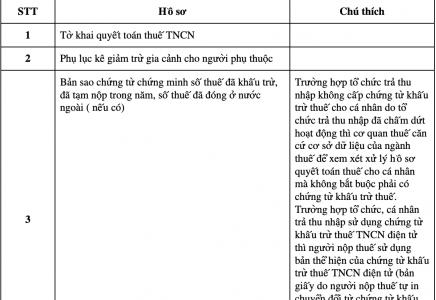 STT Hồ sơ Chú thích
1 Tờ khai quyết toán thuế TNCN
2 Phụ lục kê giảm trừ gia cảnh cho người phụ thuộc
3
Bản sao chứng từ chứng minh số thuế đã khấu trừ,
đã tạm nộp trong năm, số thuế đã đóng ở nước
ngoài ( nếu có)
Trường hợp tổ chức trả thu
nhập không cấp chứng từ khấu
trừ thuế cho cá nhân do tổ
chức trả thu nhập đã chấm dứt
hoạt động thì cơ quan thuế căn
cứ cơ sở dữ liệu của ngành
thuế để xem xét xử lý hồ sơ
quyết toán thuế cho cá nhân
mà không bắt buộc phải có
chứng từ khấu trừ thuế.
Trường hợp tổ chức, cá nhân
trả thu nhập sử dụng chứng từ
khấu trừ thuế TNCN điện tử
thì người nộp thuế sử dụng
bản thể hiện của chứng từ khấu
trừ thuế TNCN điện tử (bản
giấy do người nộp thuế tự in
chuyển đổi từ chứng từ khấu